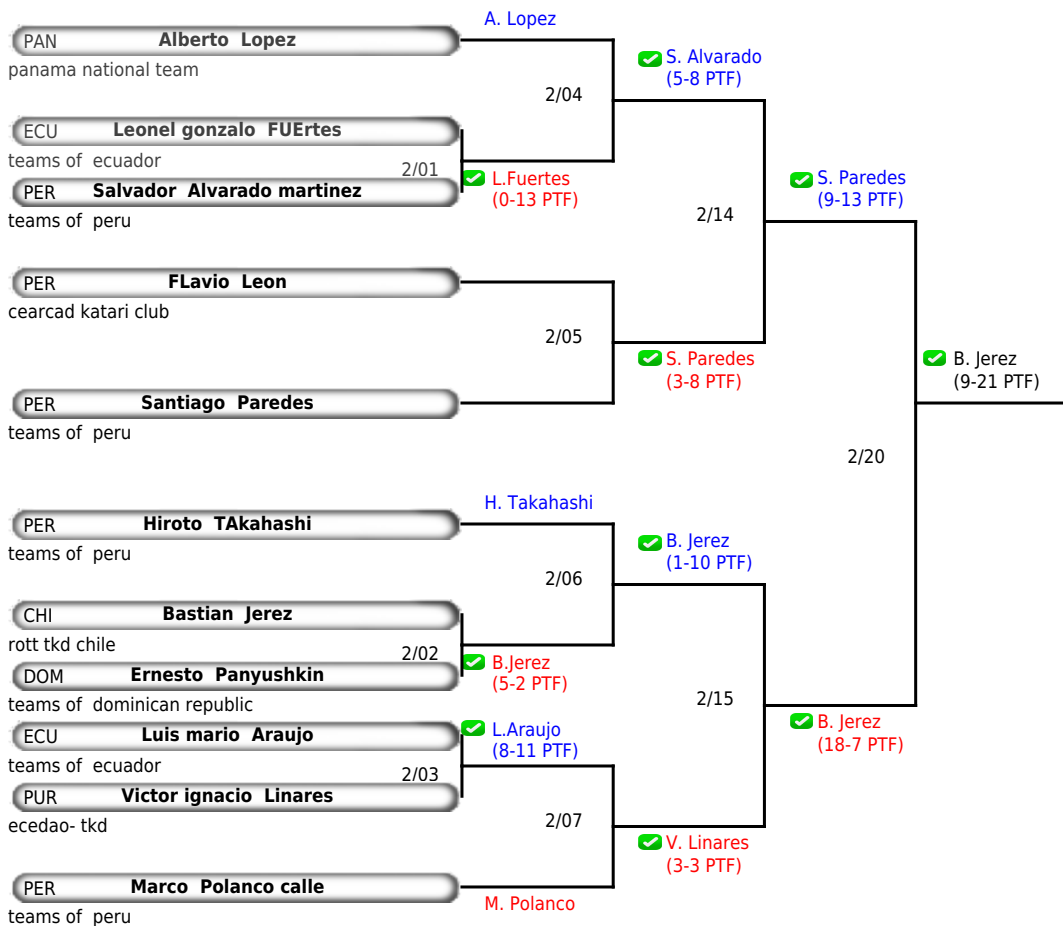 A. Lopez
PAN Alberto Lopez
panama national team
S. Alvarado
(5-8 PTF)
2/04
ECU Leonel gonzalo FUErtes
teams of ecuador
2/01
PER Salvador Alvarado martinez
teams of peru
L.Fuertes
(0-13 PTF)
S. Paredes
(9-13 PTF)
2/14
PER FLavio Leon
cearcad katari club
2/05
S. Paredes
(3-8 PTF)
PER Santiago Paredes
teams of peru
B. Jerez
(9-21 PTF)
2/20
H. Takahashi
PER Hiroto TAkahashi
teams of peru
B. Jerez
(1-10 PTF)
2/06
CHI Bastian Jerez
rott tkd chile
2/02
DOM Ernesto Panyushkin
teams of dominican republic
B.Jerez
(5-2 PTF)
2/15
ECU Luis mario Araujo
teams of ecuador
L.Araujo
(8-11 PTF)
B. Jerez
(18-7 PTF)
2/03
PUR Victor ignacio Linares
ecedao- tkd
2/07
V. Linares
(3-3 PTF)
PER Marco Polanco calle
teams of peru
M. Polanco